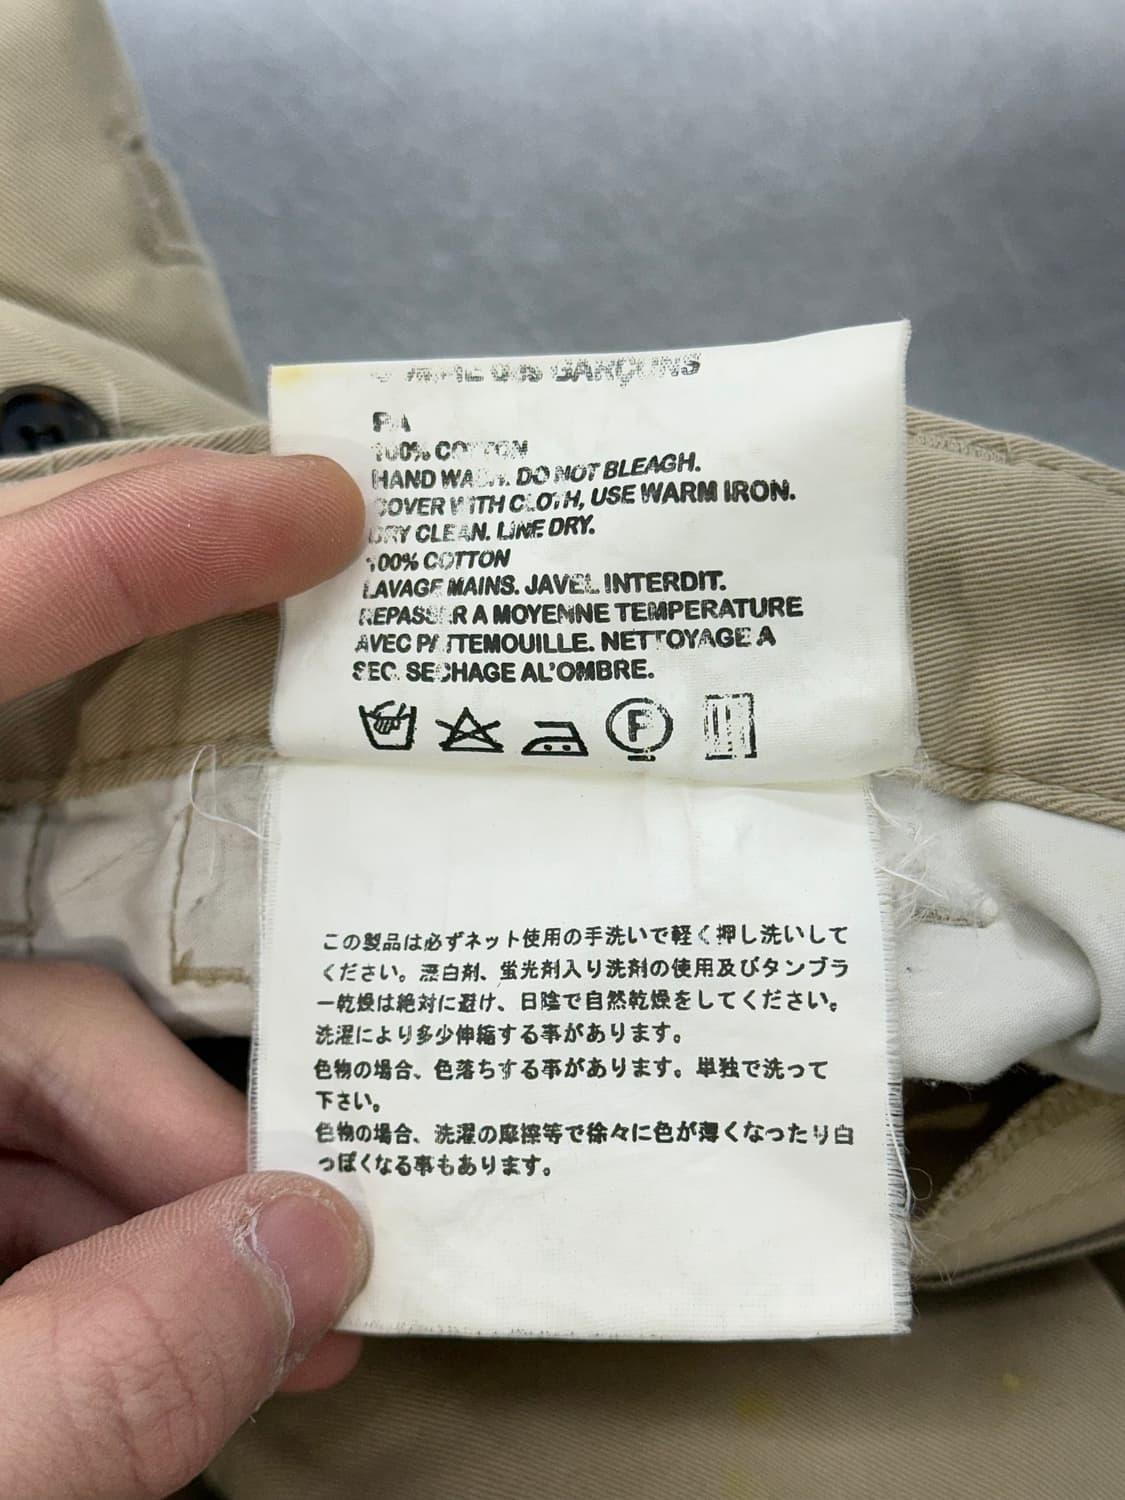 COMME des GARÇONS
PA
100% COTTON
HAND WASH. DO NOT BLEACH.
COVER WITH CLOTH, USE WARM IRON.
DRY CLEAN. LINE DRY.
100% COTTON
LAVAGE MAINS. JAVEL INTERDIT.
REPASSER A MOYENNE TEMPERATURE
AVEC PATTEMOUILLE. NETTOYAGE A
SEC. SECHAGE AL'OMBRE.
F
この製品は必ずネット使用の手洗いで軽く押し洗いして
ください。漂白剤、蛍光剤入り洗剤の使用及びタンブラ
ー乾燥は絶対に避け、日陰で自然乾燥をしてください。
洗濯により多少伸縮する事があります。
色物の場合、色落ちする事があります。単独で洗って
下さい。
色物の場合、洗濯の摩擦等で徐々に色が薄くなったり白
っぽくなる事もあります。